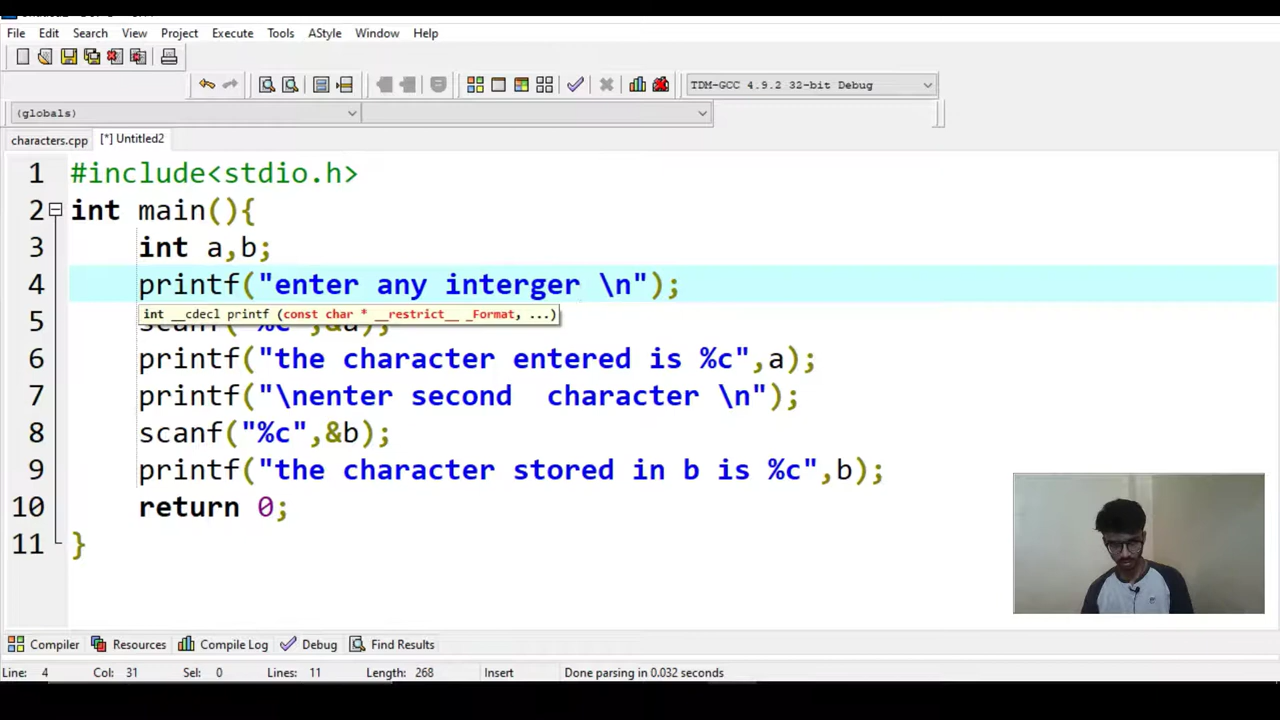 File Edit Search View Project Execute Tools AStyle Window Help
TDM-GCC 4.9.2 32-bit Debug
(globals)
characters.cpp [*] Untitled2
1 #include<stdio.h>
2 int main(){
3 int a,b;
4 printf("enter any interger \n");
int __cdecl printf (const char * __restrict__ _Format, ...)
5
6 printf("the character entered is %c",a);
7 printf("\nenter second  character \n");
8 scanf("%c",&b);
9 printf("the character stored in b is %c",b);
10 return 0;
11 }
Compiler Resources Compile Log Debug Find Results
Line: 4 Col: 31 Sel: 0 Lines: 11 Length: 268 Insert Done parsing in 0.032 seconds